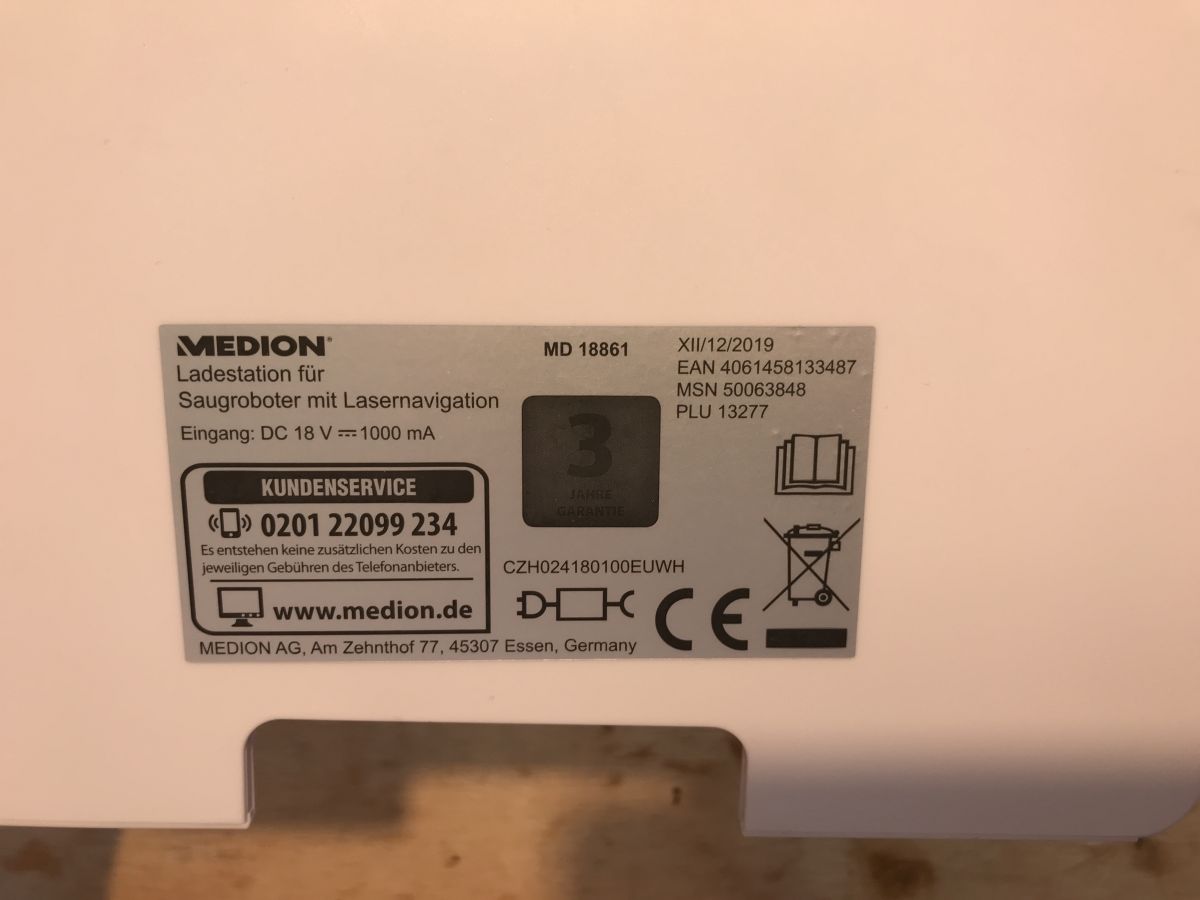 MEDION®
Ladestation für
Saugroboter mit Lasernavigation
Eingang: DC 18 V ⎓ 1000 mA
MD 18861
XII/12/2019
EAN 4061458133487
MSN 50063848
PLU 13277
3
JAHRE
GARANTIE
KUNDENSERVICE
0201 22099 234
Es entstehen keine zusätzlichen Kosten zu den
jeweiligen Gebühren des Telefonanbieters.
www.medion.de
CZH024180100EUWH
CE
MEDION AG, Am Zehnthof 77, 45307 Essen, Germany